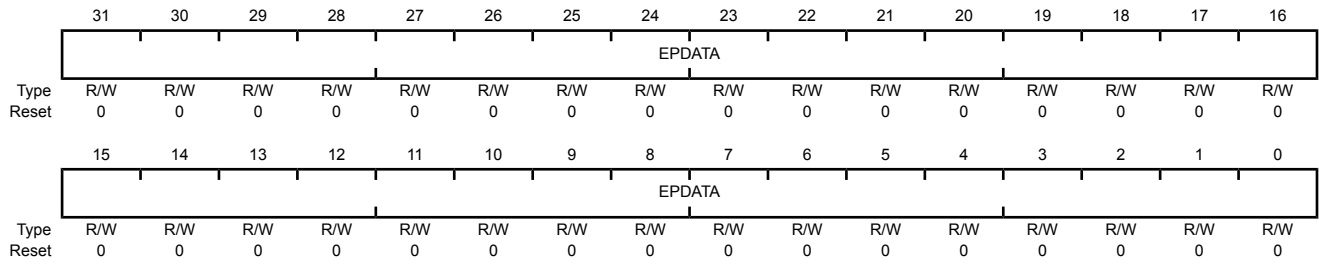 31 30 29 28 27 26 25 24 23 22 21 20 19 18 17 16
EPDATA
Type R/W R/W R/W R/W R/W R/W R/W R/W R/W R/W R/W R/W R/W R/W R/W R/W
Reset 0 0 0 0 0 0 0 0 0 0 0 0 0 0 0 0
15 14 13 12 11 10 9 8 7 6 5 4 3 2 1 0
EPDATA
Type R/W R/W R/W R/W R/W R/W R/W R/W R/W R/W R/W R/W R/W R/W R/W R/W
Reset 0 0 0 0 0 0 0 0 0 0 0 0 0 0 0 0